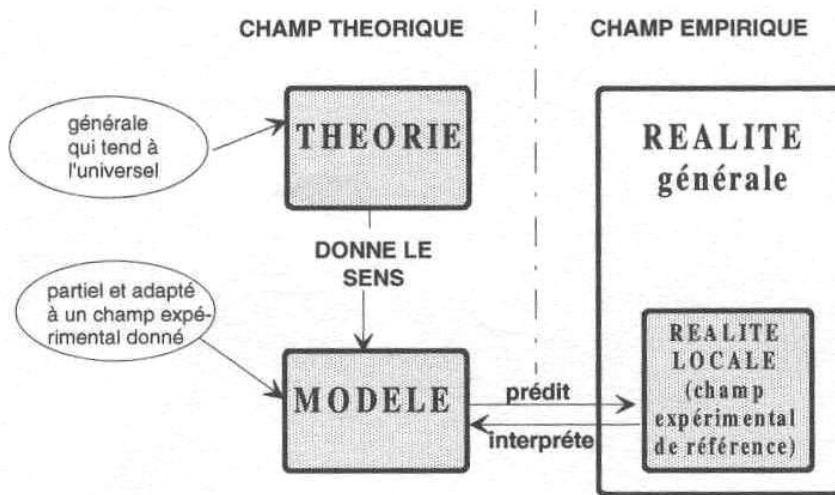 CHAMP THEORIQUE
CHAMP EMPIRIQUE
générale
qui tend à
l'universel
THEORIE
REALITE
générale
DONNE LE
SENS
partiel et adapté
à un champ expé-
rimental donné
MODELE
prédit
interpréte
REALITE
LOCALE
(champ
expérimental
de référence)